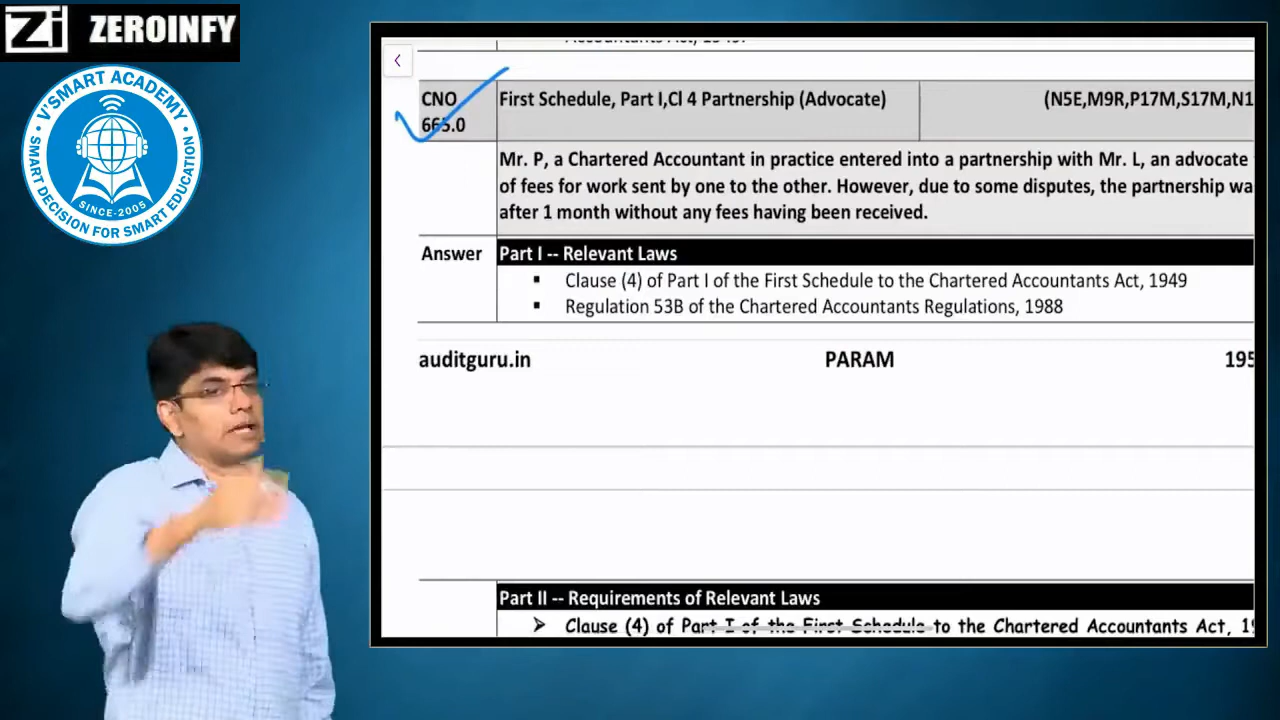 ZEROINFY
V'SMART ACADEMY
SINCE-2005
SMART DECISION FOR SMART EDUCATION
CNO
665.0
First Schedule, Part I,Cl 4 Partnership (Advocate)
(N5E,M9R,P17M,S17M,N1
Mr. P, a Chartered Accountant in practice entered into a partnership with Mr. L, an advocate
of fees for work sent by one to the other. However, due to some disputes, the partnership wa
after 1 month without any fees having been received.
Answer
Part I -- Relevant Laws
▪ Clause (4) of Part I of the First Schedule to the Chartered Accountants Act, 1949
▪ Regulation 53B of the Chartered Accountants Regulations, 1988
auditguru.in
PARAM
195
Part II -- Requirements of Relevant Laws
➢ Clause (4) of Part I of the First Schedule to the Chartered Accountants Act, 19